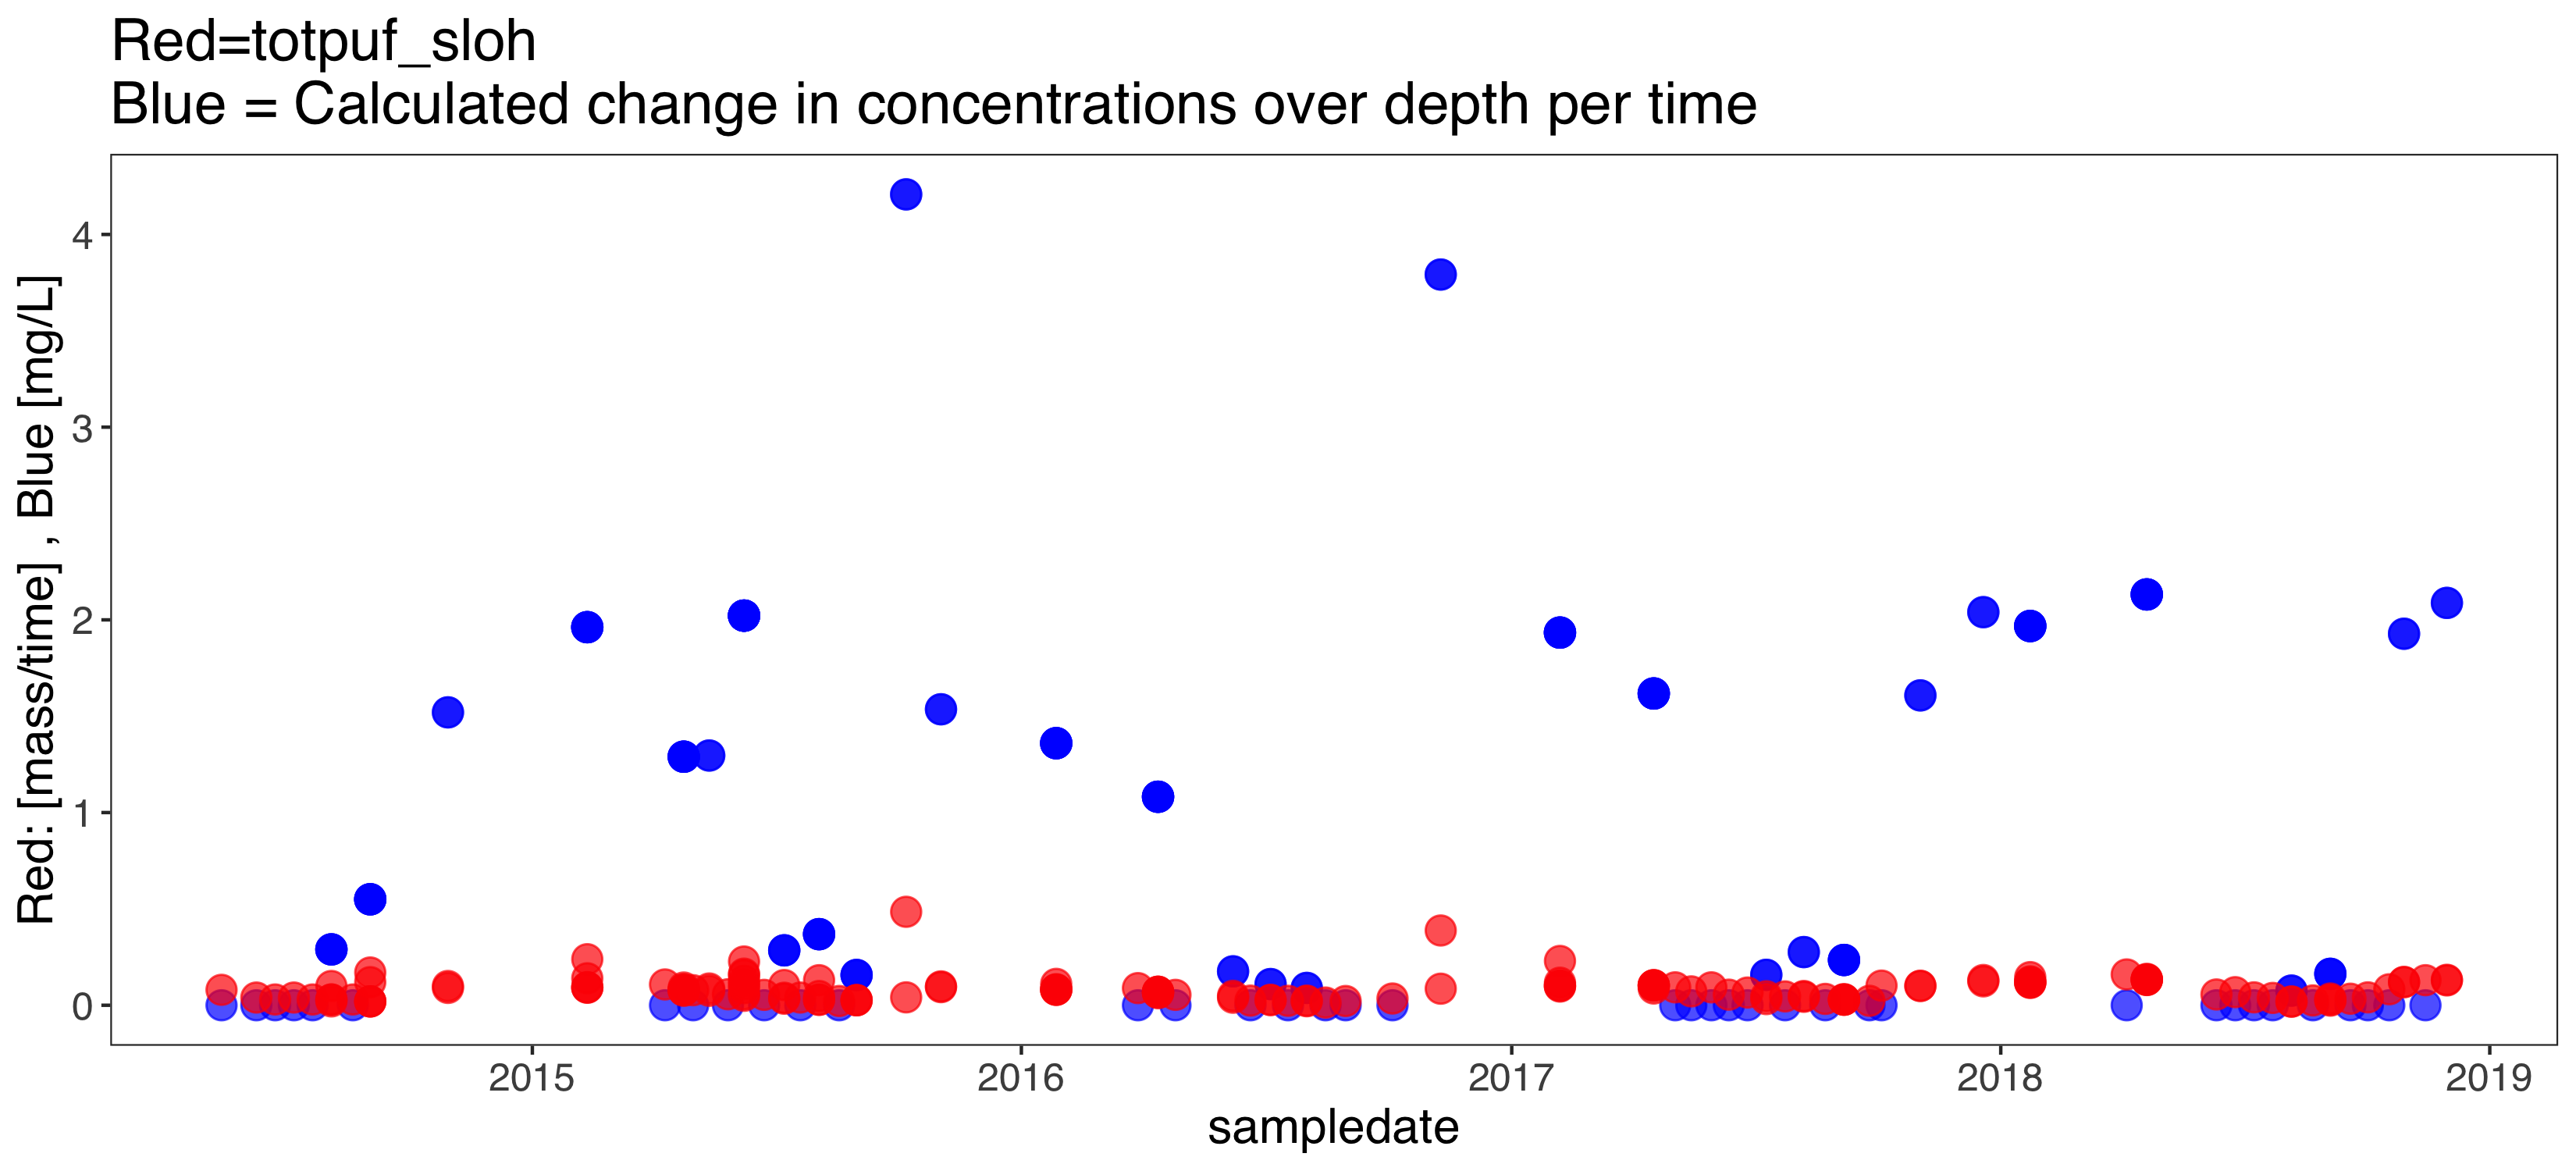 Red=totpuf_sloh
Blue = Calculated change in concentrations over depth per time
Red: [mass/time] , Blue [mg/L]
4
3
2
1
0
2015 2016 2017 2018 2019
sampledate